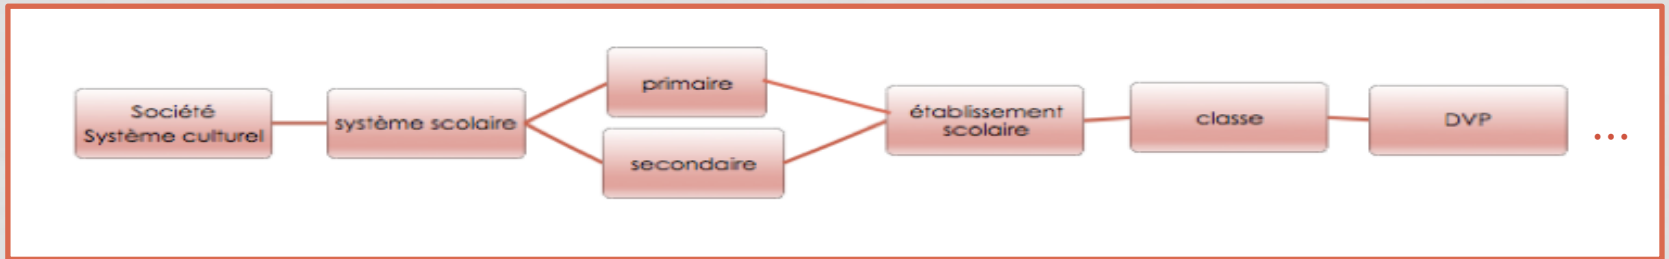 Société
Système culturel
système scolaire
primaire
secondaire
établissement
scolaire
classe
DVP
...